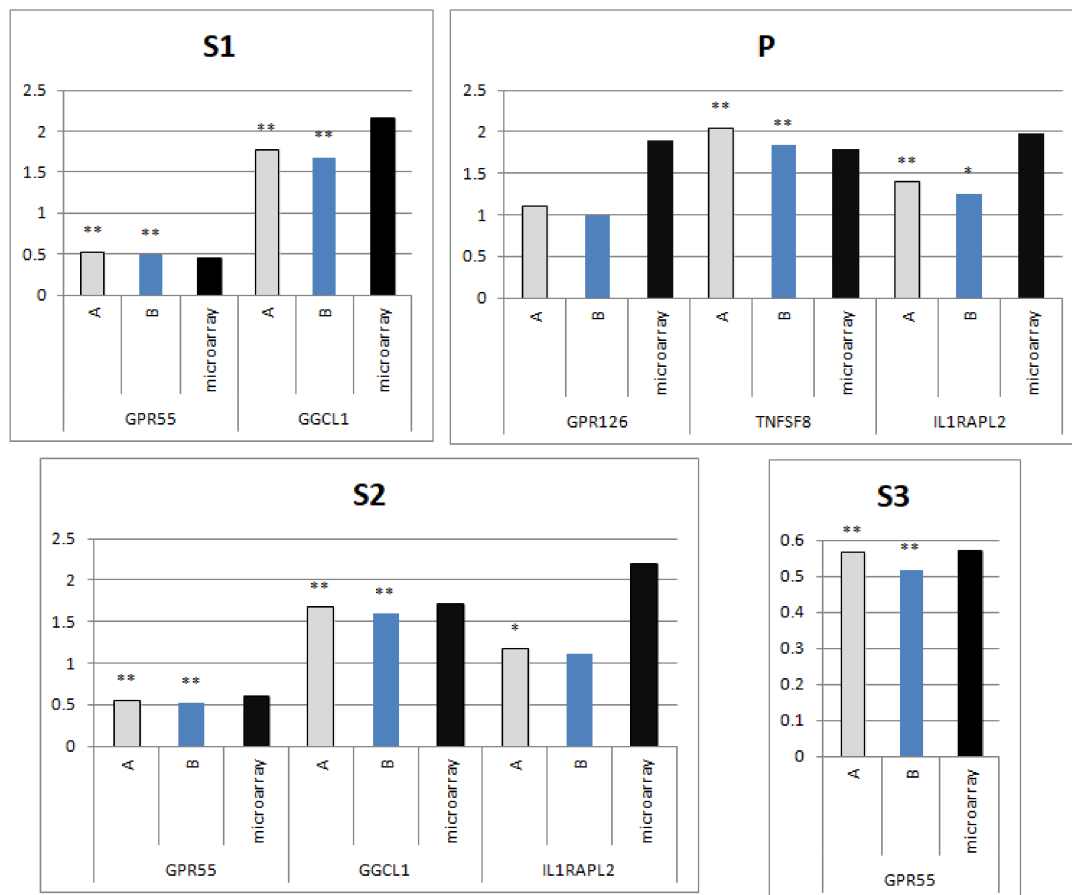 S1
2.5
2
1.5
1
0.5
0
** ** ** **
A B microarray A B microarray
GPR55 GGCL1
P
2.5
2
1.5
1
0.5
0
** ** ** *
A B microarray A B microarray A B microarray
GPR126 TNFSF8 IL1RAPL2
S2
2.5
2
1.5
1
0.5
0
** ** ** ** *
A B microarray A B microarray A B microarray
GPR55 GGCL1 IL1RAPL2
S3
0.6
0.5
0.4
0.3
0.2
0.1
0
** **
A B microarray
GPR55